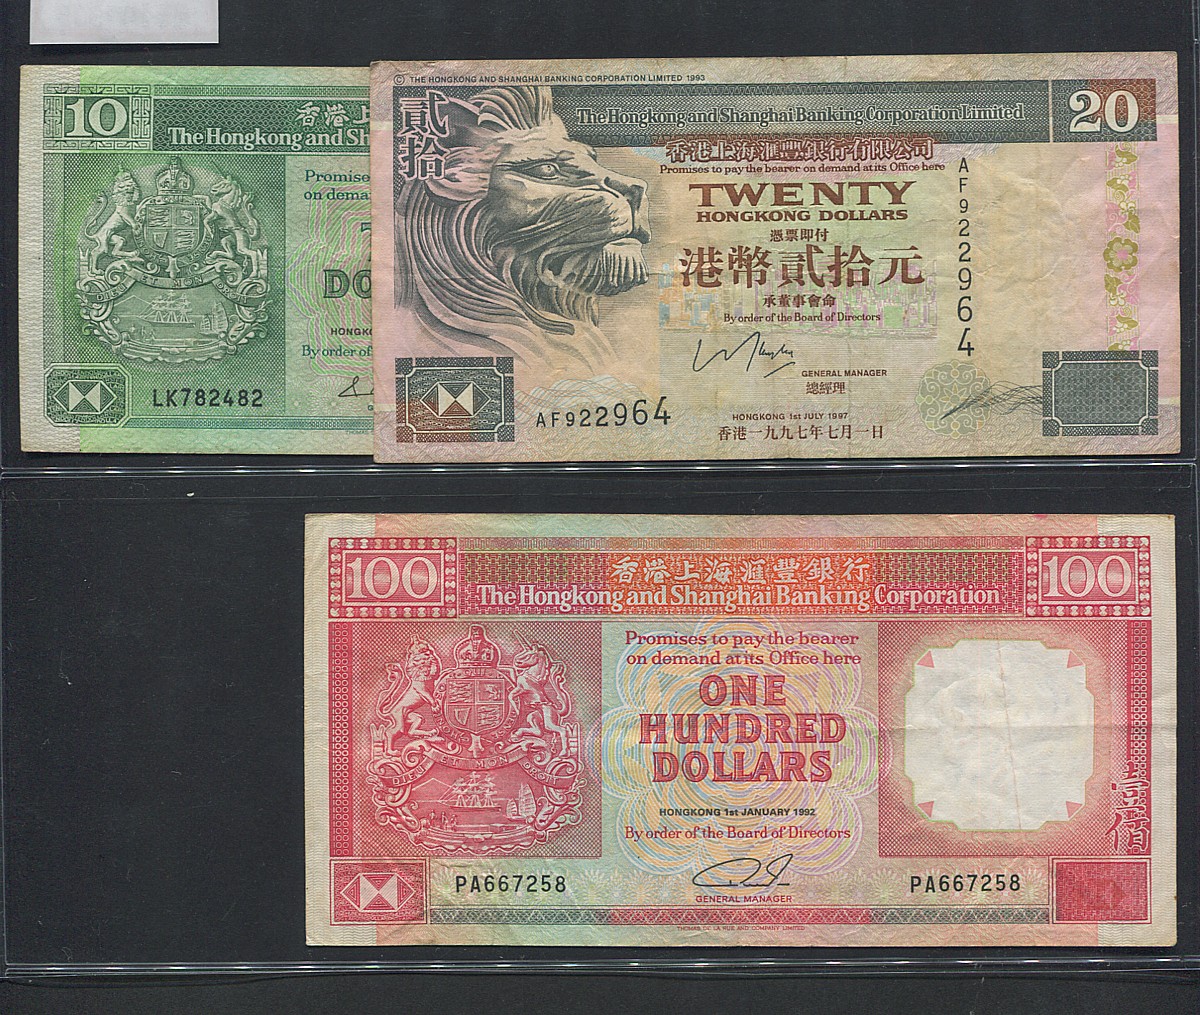 10
香港上
The Hongkong and Sh
Promise
on dema
DO
HONGKO
By order of
LK782482
© THE HONGKONG AND SHANGHAI BANKING CORPORATION LIMITED 1993
貳拾
The Hongkong and Shanghai Banking Corporation Limited
20
香港上海滙豐銀行有限公司
Promises to pay the bearer on demand at its Office here
TWENTY
HONGKONG DOLLARS
憑票即付
港幣貳拾元
承董事會命
By order of the Board of Directors
AF922964
GENERAL MANAGER
總經理
AF922964
HONGKONG 1st JULY 1997
香港一九九七年七月一日
100
香港上海滙豐銀行
The Hongkong and Shanghai Banking Corporation
100
Promises to pay the bearer
on demand at its Office here
ONE
HUNDRED
DOLLARS
DIEU ET MON DROIT
HONGKONG 1st JANUARY 1992
By order of the Board of Directors
壹佰
PA667258
GENERAL MANAGER
PA667258
THOMAS DE LA RUE AND COMPANY LIMITED